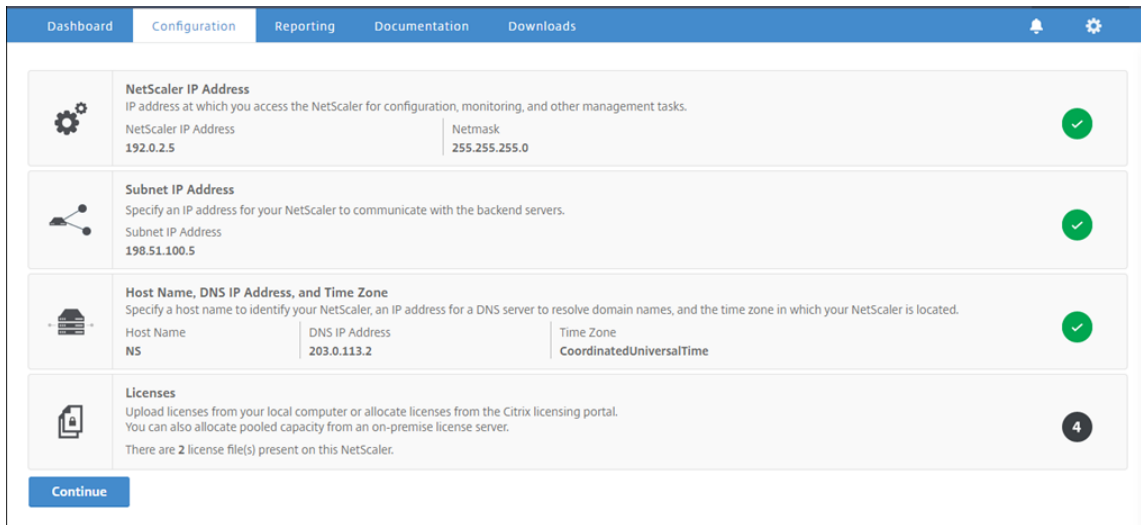 Dashboard Configuration Reporting Documentation Downloads
NetScaler IP Address
IP address at which you access the NetScaler for configuration, monitoring, and other management tasks.
NetScaler IP Address Netmask
192.0.2.5 255.255.255.0
Subnet IP Address
Specify an IP address for your NetScaler to communicate with the backend servers.
Subnet IP Address
198.51.100.5
Host Name, DNS IP Address, and Time Zone
Specify a host name to identify your NetScaler, an IP address for a DNS server to resolve domain names, and the time zone in which your NetScaler is located.
Host Name DNS IP Address Time Zone
NS 203.0.113.2 CoordinatedUniversalTime
Licenses
Upload licenses from your local computer or allocate licenses from the Citrix licensing portal.
You can also allocate pooled capacity from an on-premise license server.
4
There are 2 license file(s) present on this NetScaler.
Continue